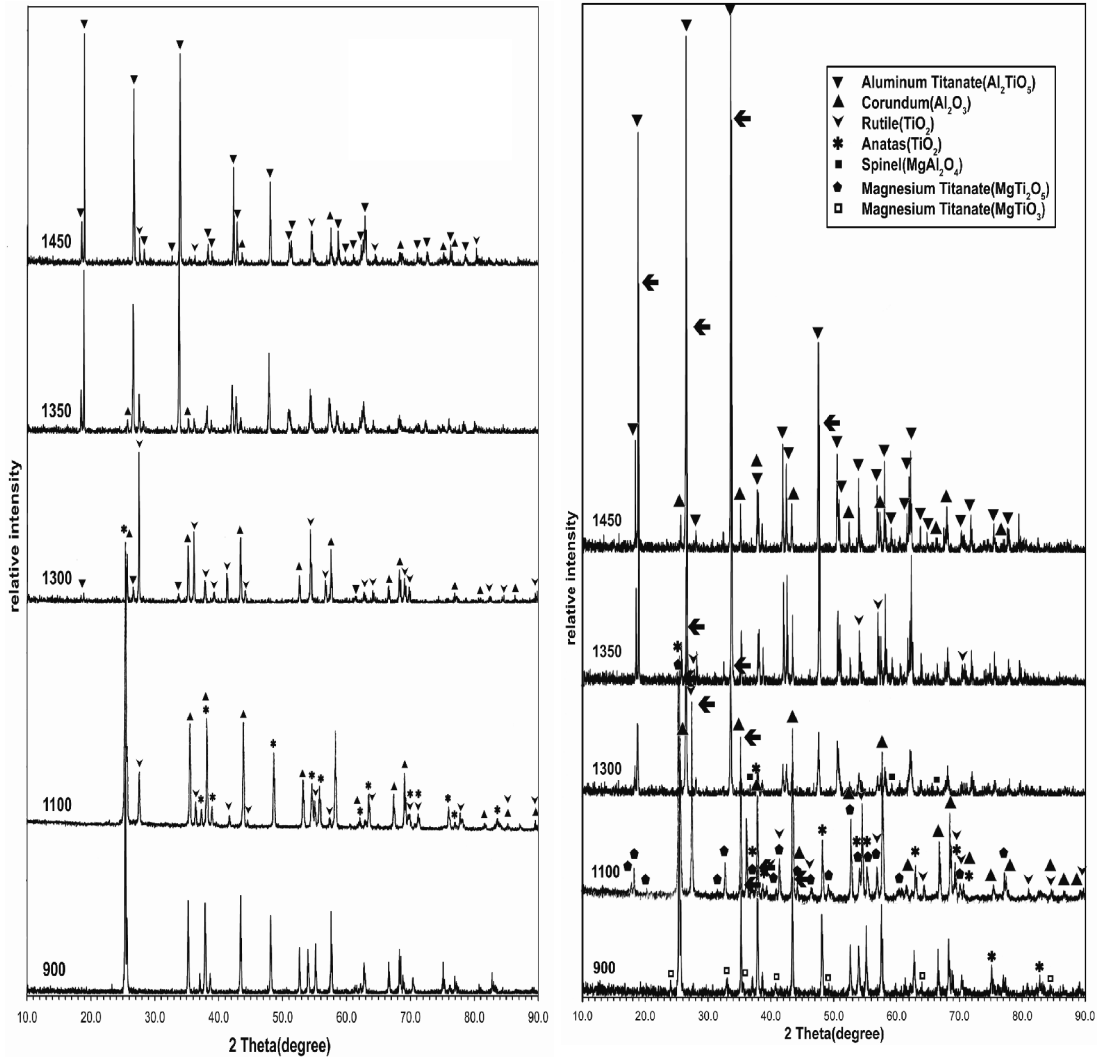 1450
1350
1300
1100
900
relative intensity
10.0 20.0 30.0 40.0 50.0 60.0 70.0 80.0 90.0
2 Theta(degree)
Aluminum Titanate(Al₂TiO₅)
Corundum(Al₂O₃)
Rutile(TiO₂)
Anatas(TiO₂)
Spinel(MgAl₂O₄)
Magnesium Titanate(MgTi₂O₅)
Magnesium Titanate(MgTiO₃)
1450
1350
1300
1100
900
relative intensity
10.0 20.0 30.0 40.0 50.0 60.0 70.0 80.0 90.0
2 Theta(degree)